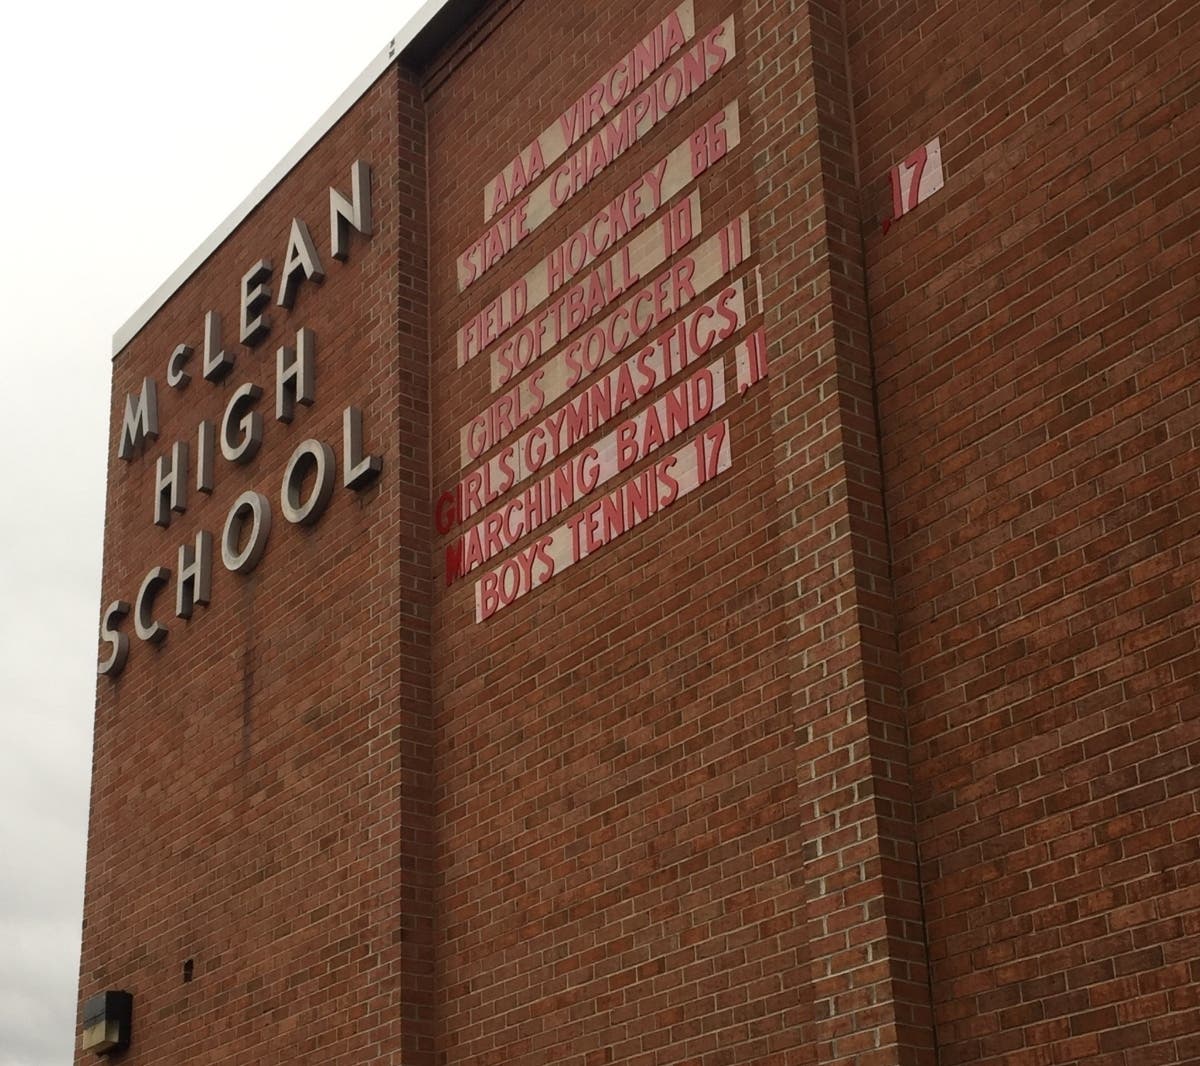 McLEAN
HIGH
SCHOOL
AAA VIRGINIA
STATE CHAMPIONS
FIELD HOCKEY 86
SOFTBALL 10
GIRLS SOCCER 11
GIRLS GYMNASTICS
MARCHING BAND ,11
BOYS TENNIS 17
,17